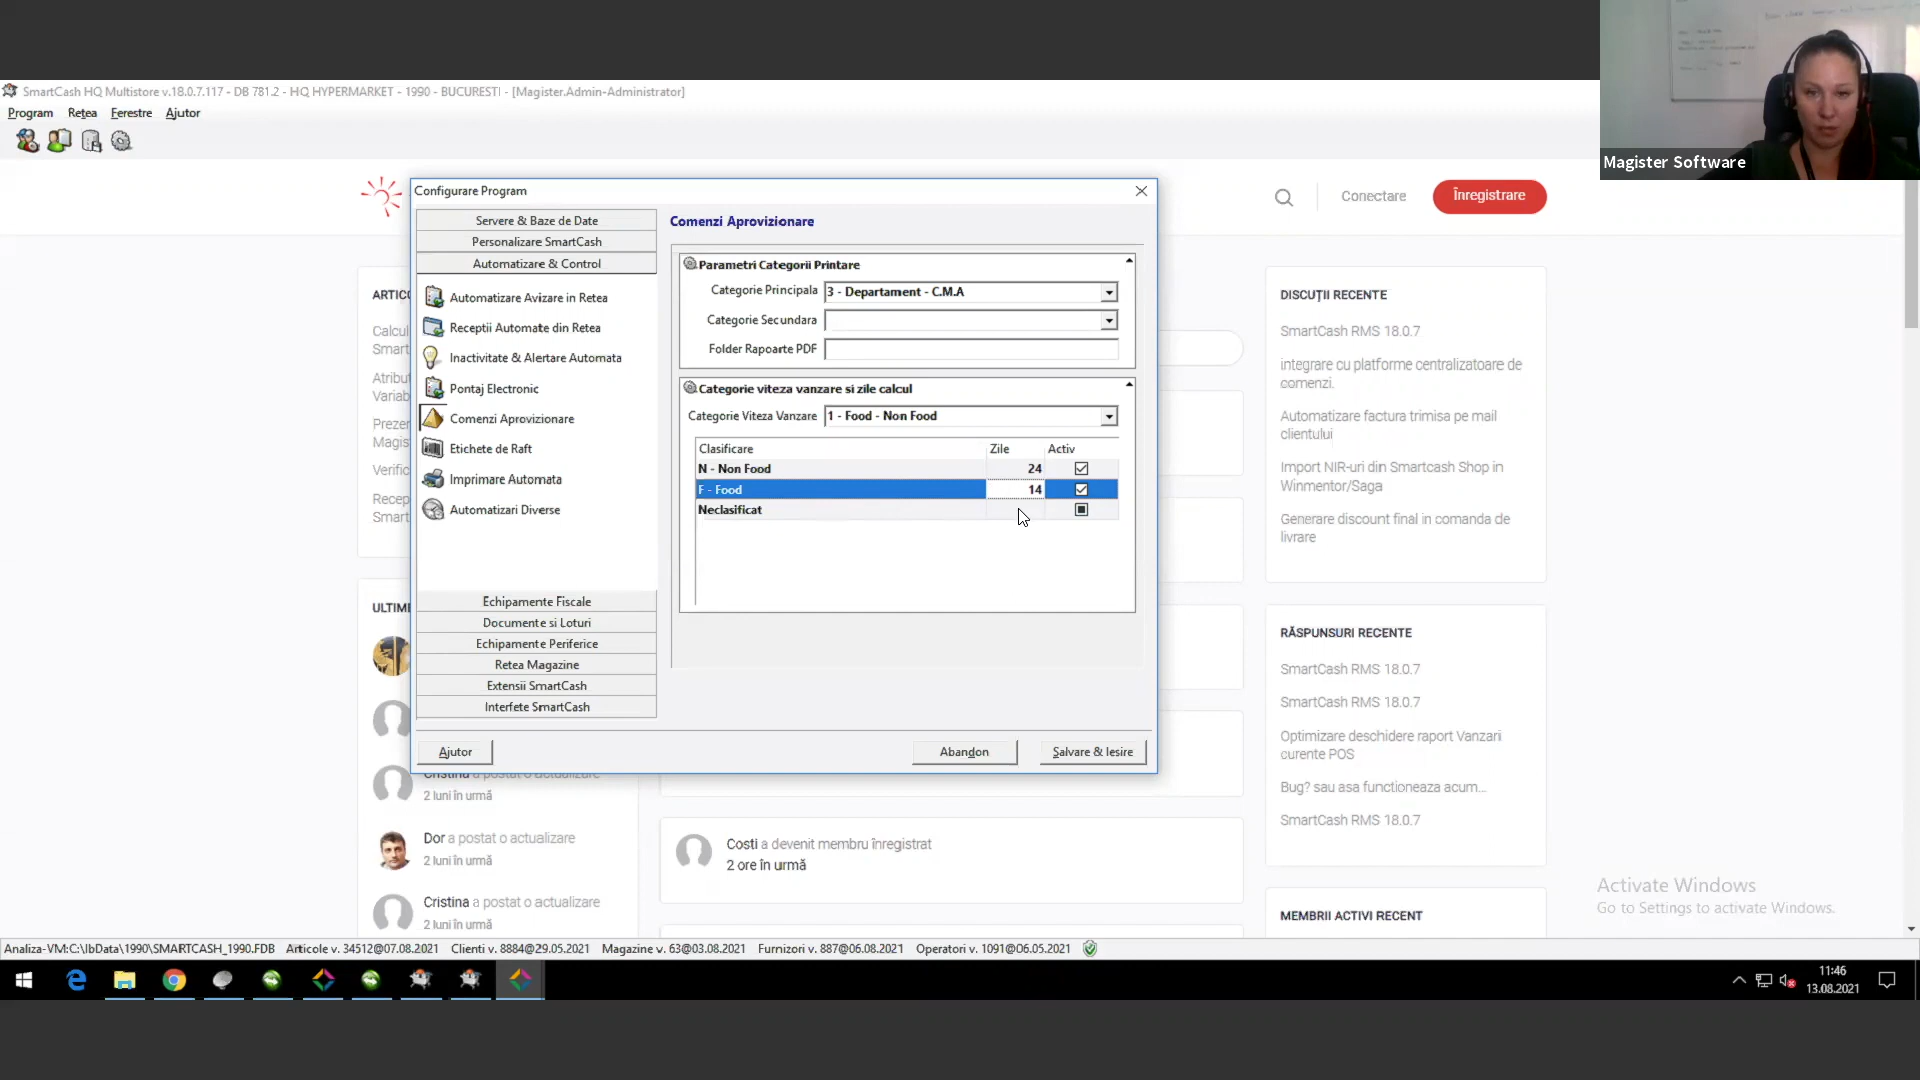 Magister Software
SmartCash HQ Multistore v.18.0.7.117 - DB 781.2 - HQ HYPERMARKET - 1990 - BUCURESTI - [Magister.Admin-Administrator]
Program Retea Ferestre Ajutor
Conectare
Înregistrare
Configurare Program
Servere & Baze de Date
Personalizare SmartCash
Automatizare & Control
Automatizare Avizare in Retea
Receptii Automate din Retea
Inactivitate & Alertare Automata
Pontaj Electronic
Comenzi Aprovizionare
Etichete de Raft
Imprimare Automata
Automatizari Diverse
Echipamente Fiscale
Documente si Loturi
Echipamente Periferice
Retea Magazine
Extensii SmartCash
Interfete SmartCash
Comenzi Aprovizionare
Parametri Categorii Printare
Categorie Principala 3 - Departament - C.M.A
Categorie Secundara
Folder Rapoarte PDF
Categorie viteza vanzare si zile calcul
Categorie Viteza Vanzare 1 - Food - Non Food
Clasificare Zile Activ
N - Non Food 24
F - Food 14
Neclasificat
Ajutor Abandon Salvare & Iesire
ARTIC
Calcul
Smart
Atribu
Variab
Prezer
Magis
Verific
Recep
Smart
ULTIME
Cristina a postat o actualizare
2 luni în urmă
Dor a postat o actualizare
2 luni în urmă
Cristina a postat o actualizare
2 luni în urmă
Costi a devenit membru înregistrat
2 ore în urmă
DISCUȚII RECENTE
SmartCash RMS 18.0.7
integrare cu platforme centralizatoare de
comenzi.
Automatizare factura trimisa pe mail
clientului
Import NIR-uri din Smartcash Shop in
Winmentor/Saga
Generare discount final in comanda de
livrare
RĂSPUNSURI RECENTE
SmartCash RMS 18.0.7
SmartCash RMS 18.0.7
Optimizare deschidere raport Vanzari
curente POS
Bug? sau asa functioneaza acum...
SmartCash RMS 18.0.7
MEMBRII ACTIVI RECENT
Activate Windows
Go to Settings to activate Windows.
Analiza-VM:C:\IbData\1990\SMARTCASH_1990.FDB Articole v. 34512@07.08.2021 Clienti v. 8884@29.05.2021 Magazine v. 63@03.08.2021 Furnizori v. 887@06.08.2021 Operatori v. 1091@06.05.2021
11:46
13.08.2021